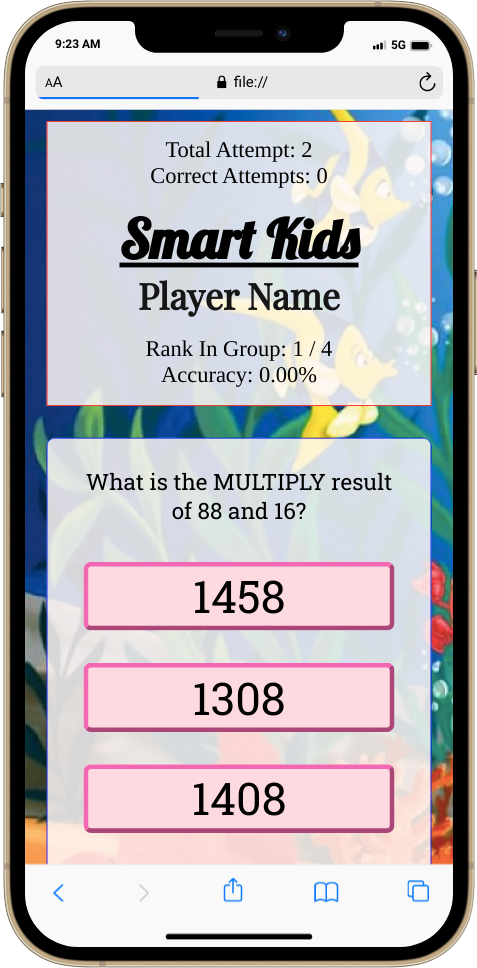 9:23 AM
5G
AA
file://
Total Attempt: 2
Correct Attempts: 0
Smart Kids
Player Name
Rank In Group: 1 / 4
Accuracy: 0.00%
What is the MULTIPLY result
of 88 and 16?
1458
1308
1408